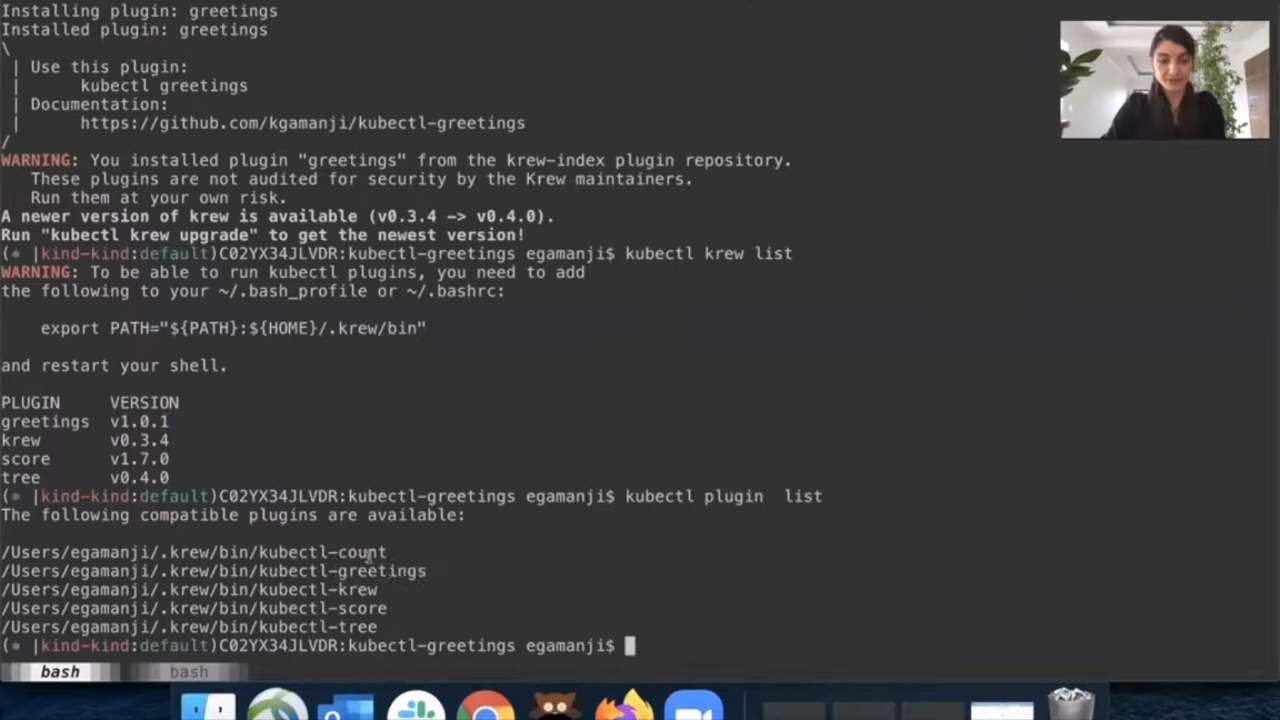 Installing plugin: greetings
Installed plugin: greetings
\
 | Use this plugin:
 |      kubectl greetings
 | Documentation:
 |      https://github.com/kgamanji/kubectl-greetings
/
WARNING: You installed plugin "greetings" from the krew-index plugin repository.
   These plugins are not audited for security by the Krew maintainers.
   Run them at your own risk.
A newer version of krew is available (v0.3.4 -> v0.4.0).
Run "kubectl krew upgrade" to get the newest version!
(⎈ |kind-kind:default)C02YX34JLVDR:kubectl-greetings egamanji$ kubectl krew list
WARNING: To be able to run kubectl plugins, you need to add
the following to your ~/.bash_profile or ~/.bashrc:
    export PATH="${PATH}:${HOME}/.krew/bin"
and restart your shell.
PLUGIN     VERSION
greetings  v1.0.1
krew       v0.3.4
score      v1.7.0
tree       v0.4.0
(⎈ |kind-kind:default)C02YX34JLVDR:kubectl-greetings egamanji$ kubectl plugin  list
The following compatible plugins are available:
/Users/egamanji/.krew/bin/kubectl-count
/Users/egamanji/.krew/bin/kubectl-greetings
/Users/egamanji/.krew/bin/kubectl-krew
/Users/egamanji/.krew/bin/kubectl-score
/Users/egamanji/.krew/bin/kubectl-tree
(⎈ |kind-kind:default)C02YX34JLVDR:kubectl-greetings egamanji$
bash bash